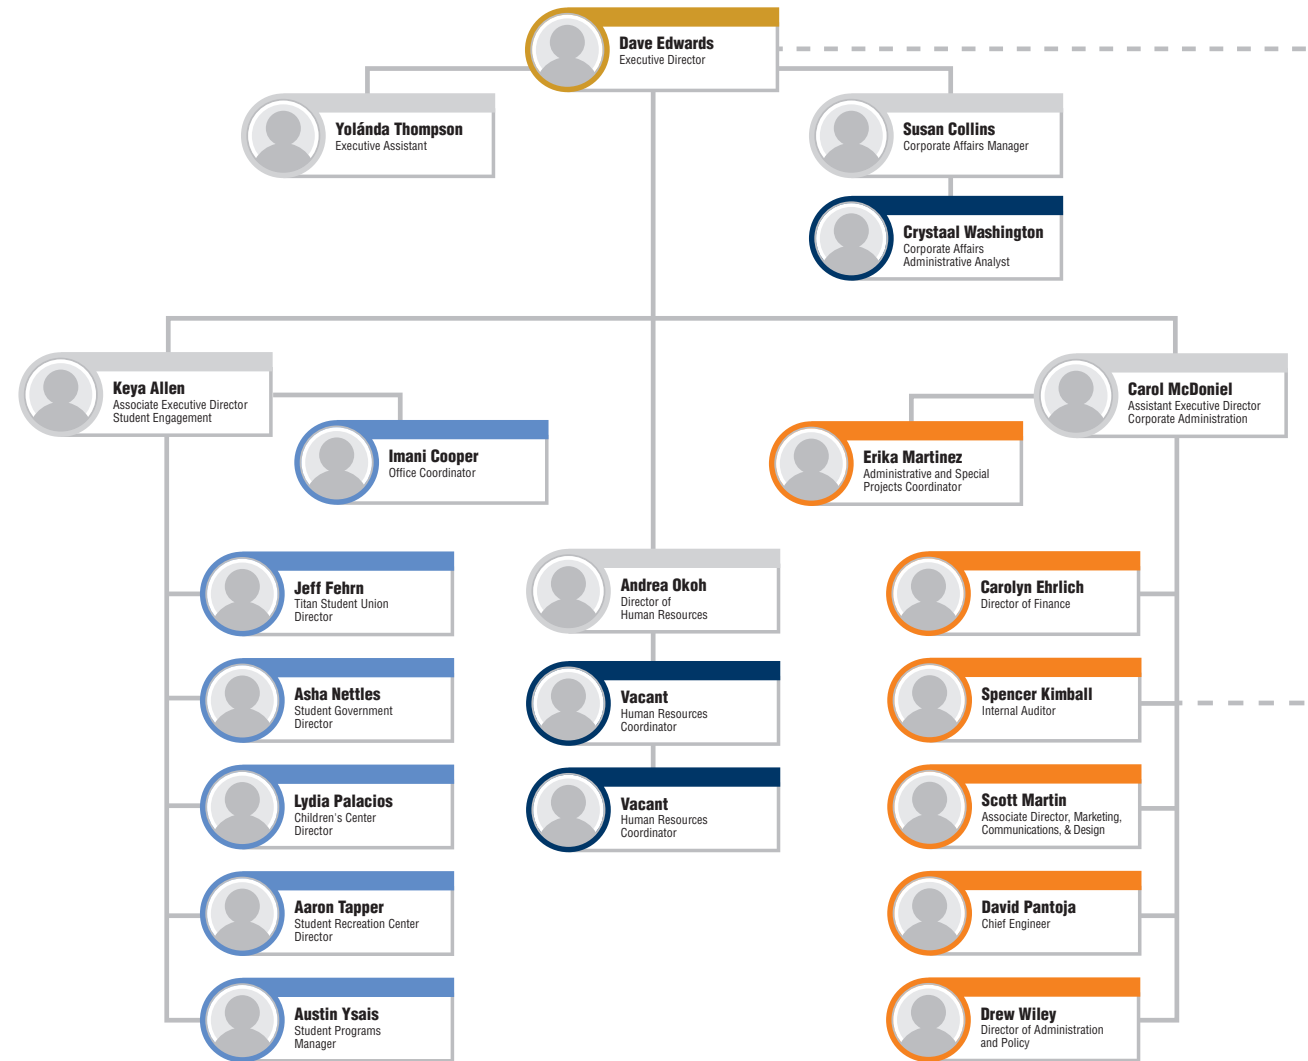 Dave Edwards
Executive Director
Yolánda Thompson
Executive Assistant
Susan Collins
Corporate Affairs Manager
Crystaal Washington
Corporate Affairs
Administrative Analyst
Keya Allen
Associate Executive Director
Student Engagement
Carol McDoniel
Assistant Executive Director
Corporate Administration
Imani Cooper
Office Coordinator
Erika Martinez
Administrative and Special
Projects Coordinator
Jeff Fehrn
Titan Student Union
Director
Asha Nettles
Student Government
Director
Lydia Palacios
Children's Center
Director
Aaron Tapper
Student Recreation Center
Director
Austin Ysais
Student Programs
Manager
Andrea Okoh
Director of
Human Resources
Vacant
Human Resources
Coordinator
Vacant
Human Resources
Coordinator
Carolyn Ehrlich
Director of Finance
Spencer Kimball
Internal Auditor
Scott Martin
Associate Director, Marketing,
Communications, & Design
David Pantoja
Chief Engineer
Drew Wiley
Director of Administration
and Policy